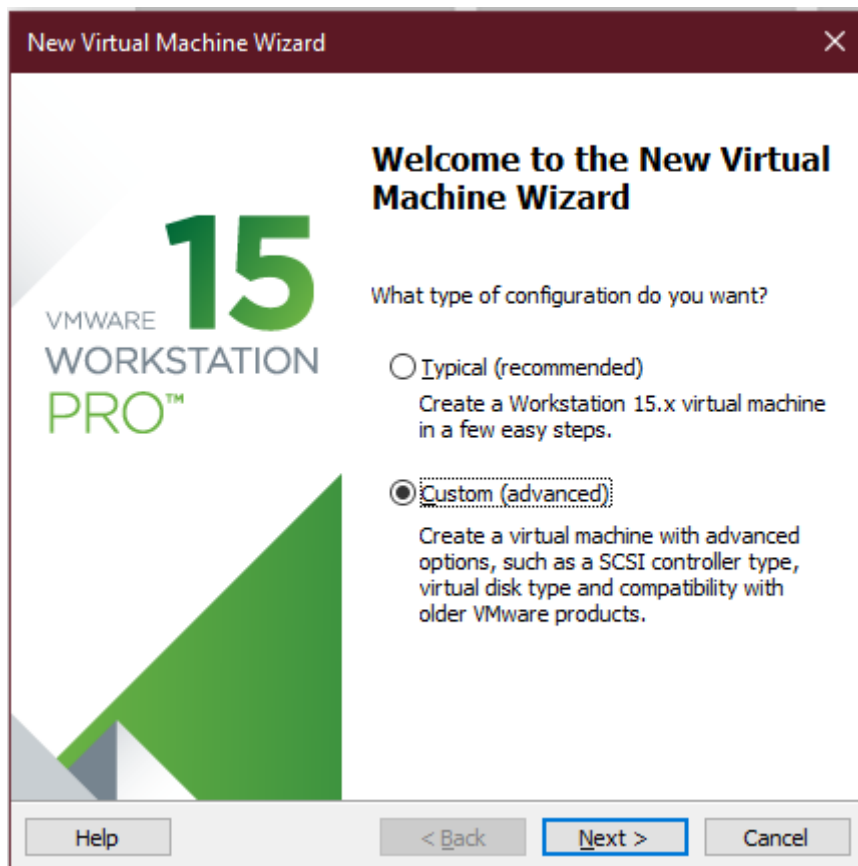 New Virtual Machine Wizard
Welcome to the New Virtual
Machine Wizard
15
VMWARE
WORKSTATION
PRO™
What type of configuration do you want?
Typical (recommended)
Create a Workstation 15.x virtual machine
in a few easy steps.
Custom (advanced)
Create a virtual machine with advanced
options, such as a SCSI controller type,
virtual disk type and compatibility with
older VMware products.
Help
< Back
Next >
Cancel